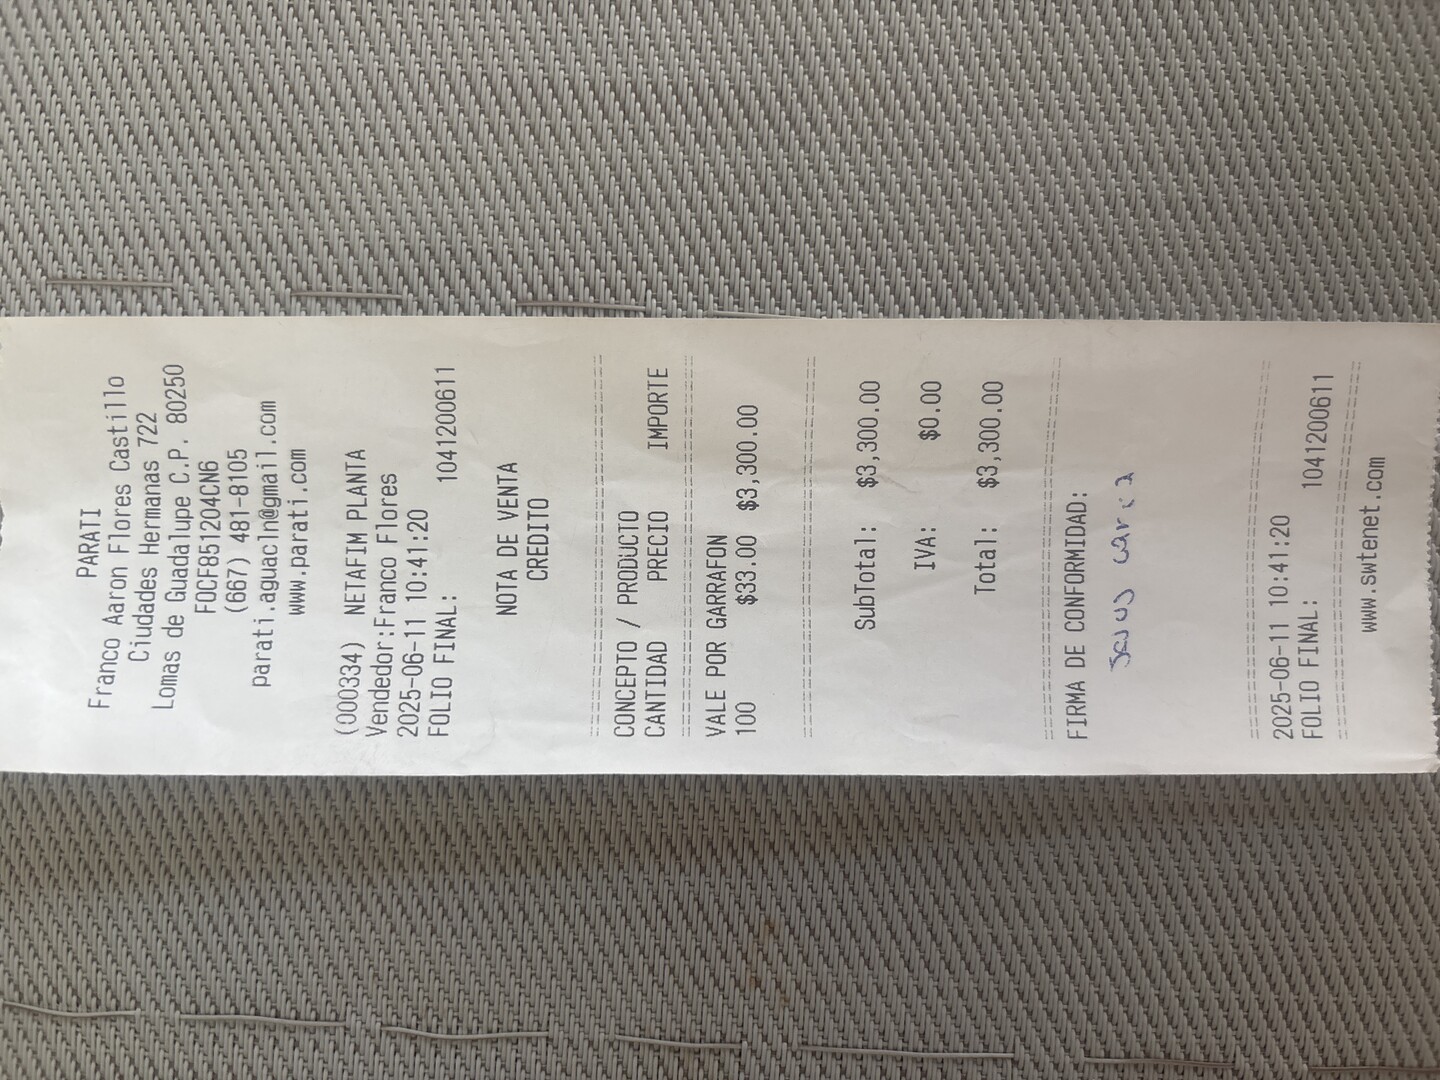 PARATI
Franco Aaron Flores Castillo
Ciudades Hermanas 722
Lomas de Guadalupe C.P. 80250
FOCF851204CN6
(667) 481-8105
parati.aguacln@gmail.com
www.parati.com
(000334) NETAFIM PLANTA
Vendedor:Franco Flores
2025-06-11 10:41:20
FOLIO FINAL: 1041200611
NOTA DE VENTA
CREDITO
CONCEPTO / PRODUCTO
CANTIDAD PRECIO IMPORTE
VALE POR GARRAFON
100 $33.00 $3,300.00
SubTotal: $3,300.00
IVA: $0.00
Total: $3,300.00
FIRMA DE CONFORMIDAD:
Jesus
2025-06-11 10:41:20
FOLIO FINAL: 1041200611
www.swtenet.com